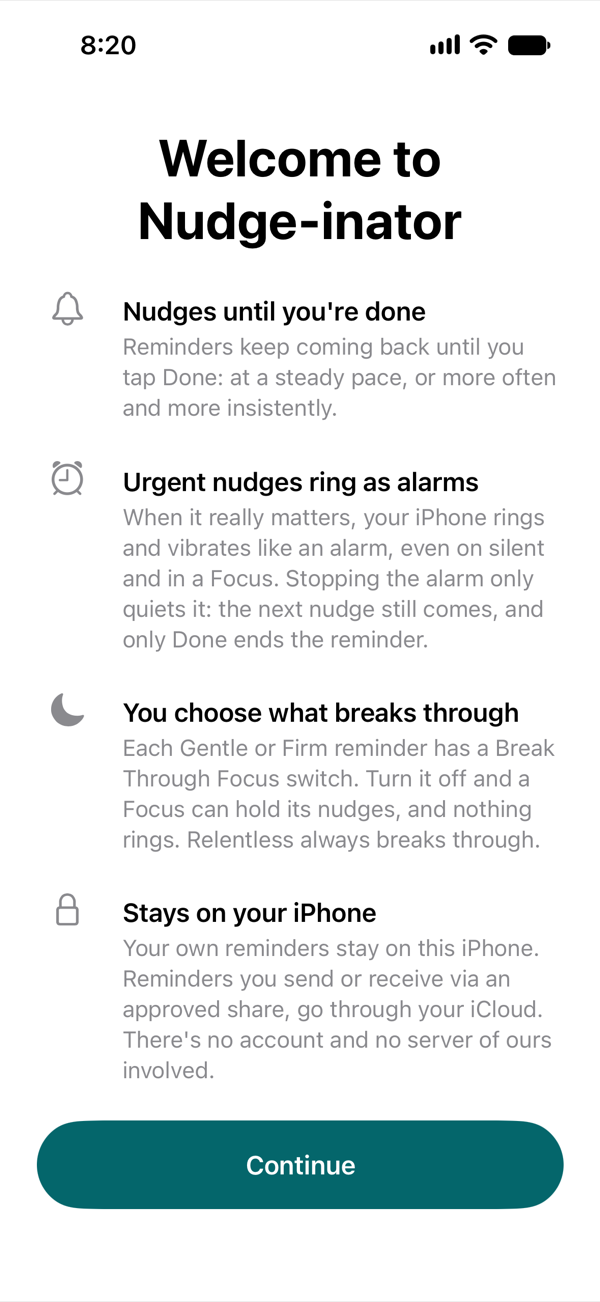 8:20
Welcome to
Nudge-inator
Nudges until you're done
Reminders keep coming back until you
tap Done: at a steady pace, or more often
and more insistently.
Urgent nudges ring as alarms
When it really matters, your iPhone rings
and vibrates like an alarm, even on silent
and in a Focus. Stopping the alarm only
quiets it: the next nudge still comes, and
only Done ends the reminder.
You choose what breaks through
Each Gentle or Firm reminder has a Break
Through Focus switch. Turn it off and a
Focus can hold its nudges, and nothing
rings. Relentless always breaks through.
Stays on your iPhone
Your own reminders stay on this iPhone.
Reminders you send or receive via an
approved share, go through your iCloud.
There's no account and no server of ours
involved.
Continue